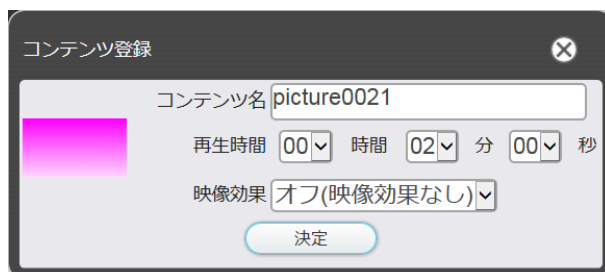 コンテンツ登録
コンテンツ名 picture0021
再生時間 00 時間 02 分 00 秒
映像効果 オフ(映像効果なし)
決定